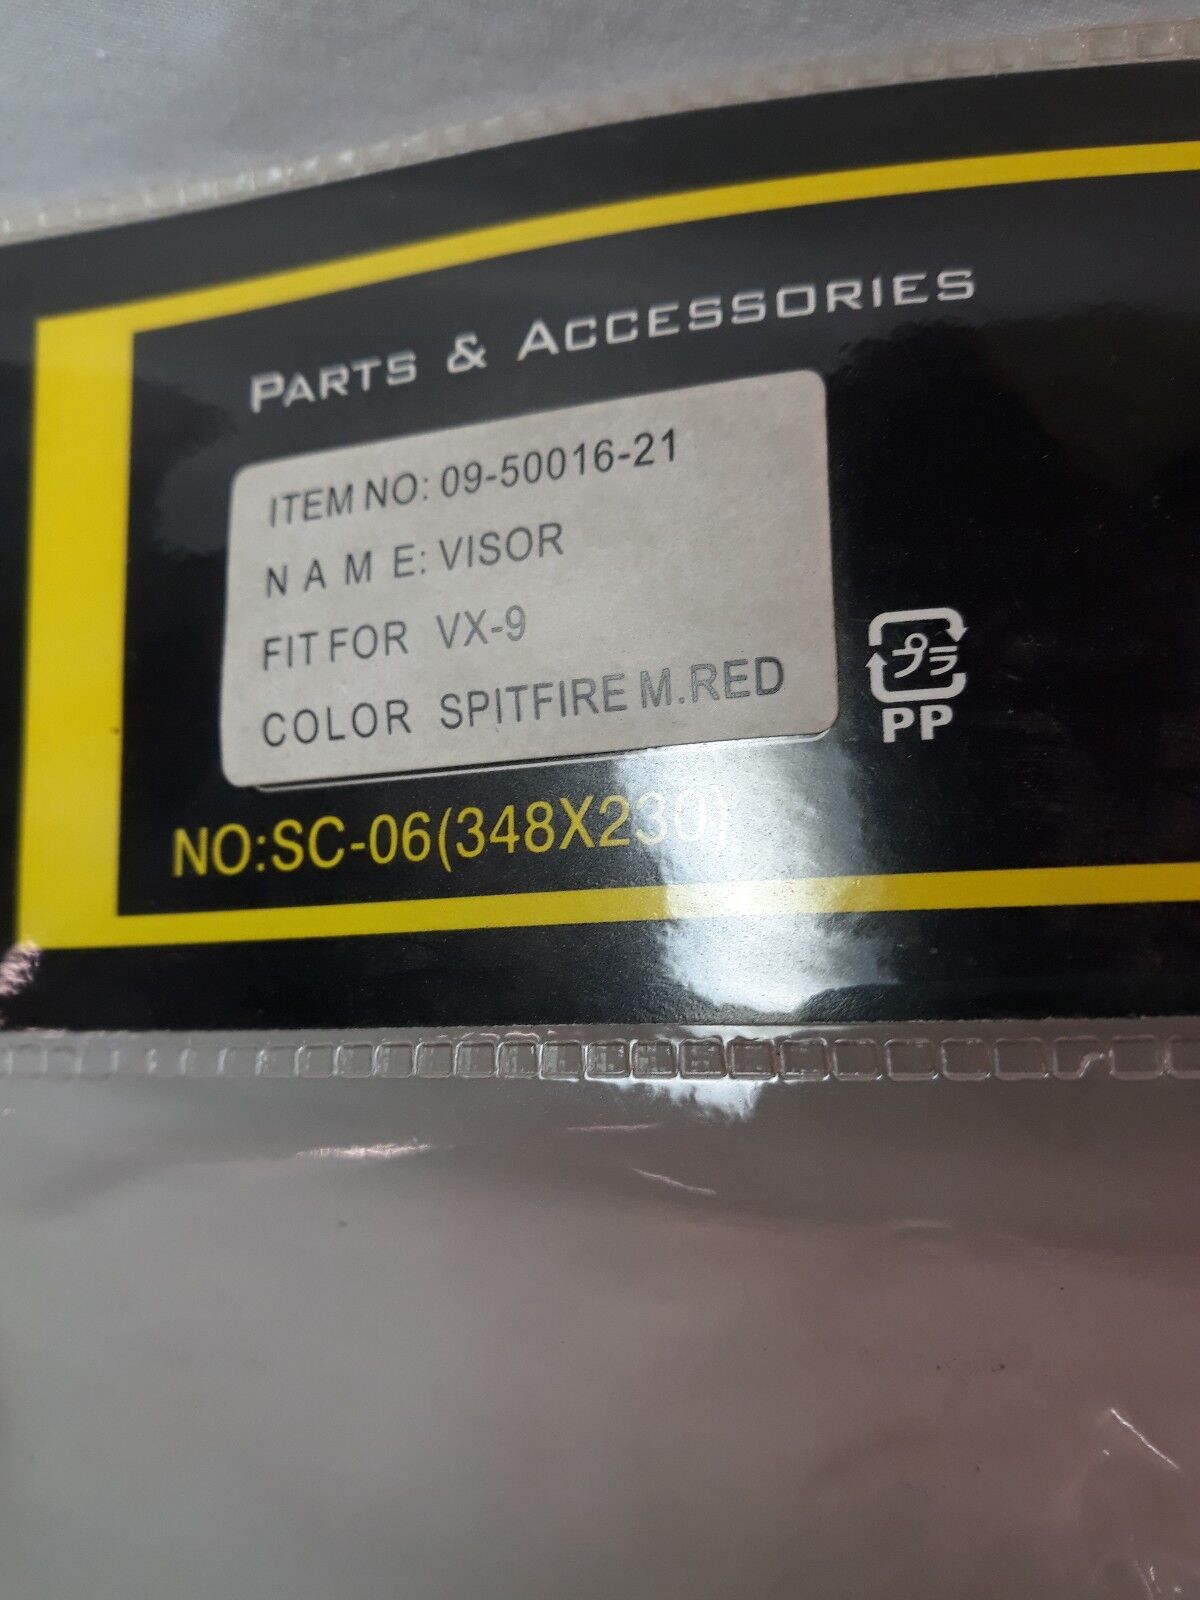 PARTS & ACCESSORIES
ITEM NO: 09-50016-21
N A M E: VISOR
FIT FOR VX-9
COLOR SPITFIRE M.RED
プラ
PP
NO:SC-06(348X230)